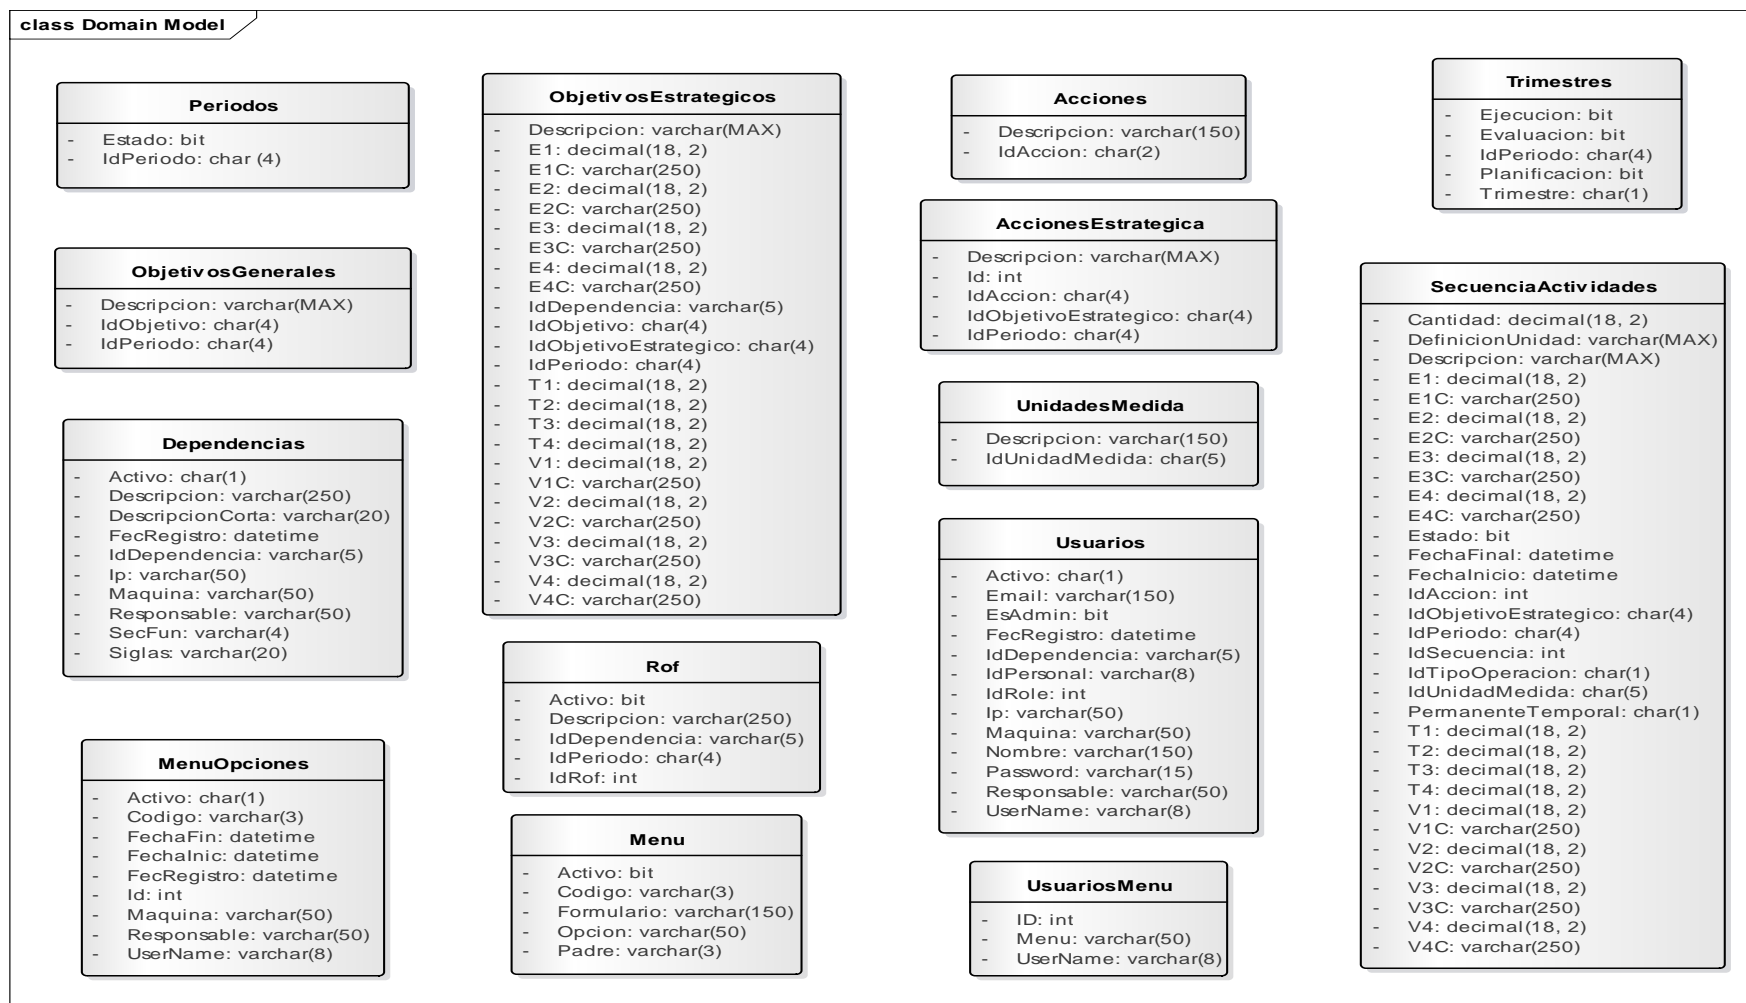 class Domain Model
Periodos
- Estado: bit
- IdPeriodo: char (4)
ObjetivosGenerales
- Descripcion: varchar(MAX)
- IdObjetivo: char(4)
- IdPeriodo: char(4)
Dependencias
- Activo: char(1)
- Descripcion: varchar(250)
- DescripcionCorta: varchar(20)
- FecRegistro: datetime
- IdDependencia: varchar(5)
- Ip: varchar(50)
- Maquina: varchar(50)
- Responsable: varchar(50)
- SecFun: varchar(4)
- Siglas: varchar(20)
MenuOpciones
- Activo: char(1)
- Codigo: varchar(3)
- FechaFin: datetime
- FechaInic: datetime
- FecRegistro: datetime
- Id: int
- Maquina: varchar(50)
- Responsable: varchar(50)
- UserName: varchar(8)
ObjetivosEstrategicos
- Descripcion: varchar(MAX)
- E1: decimal(18, 2)
- E1C: varchar(250)
- E2: decimal(18, 2)
- E2C: varchar(250)
- E3: decimal(18, 2)
- E3C: varchar(250)
- E4: decimal(18, 2)
- E4C: varchar(250)
- IdDependencia: varchar(5)
- IdObjetivo: char(4)
- IdObjetivoEstrategico: char(4)
- IdPeriodo: char(4)
- T1: decimal(18, 2)
- T2: decimal(18, 2)
- T3: decimal(18, 2)
- T4: decimal(18, 2)
- V1: decimal(18, 2)
- V1C: varchar(250)
- V2: decimal(18, 2)
- V2C: varchar(250)
- V3: decimal(18, 2)
- V3C: varchar(250)
- V4: decimal(18, 2)
- V4C: varchar(250)
Rof
- Activo: bit
- Descripcion: varchar(250)
- IdDependencia: varchar(5)
- IdPeriodo: char(4)
- IdRof: int
Menu
- Activo: bit
- Codigo: varchar(3)
- Formulario: varchar(150)
- Opcion: varchar(50)
- Padre: varchar(3)
Acciones
- Descripcion: varchar(150)
- IdAccion: char(2)
AccionesEstrategica
- Descripcion: varchar(MAX)
- Id: int
- IdAccion: char(4)
- IdObjetivoEstrategico: char(4)
- IdPeriodo: char(4)
UnidadesMedida
- Descripcion: varchar(150)
- IdUnidadMedida: char(5)
Usuarios
- Activo: char(1)
- Email: varchar(150)
- EsAdmin: bit
- FecRegistro: datetime
- IdDependencia: varchar(5)
- IdPersonal: varchar(8)
- IdRole: int
- Ip: varchar(50)
- Maquina: varchar(50)
- Nombre: varchar(150)
- Password: varchar(15)
- Responsable: varchar(50)
- UserName: varchar(8)
UsuariosMenu
- ID: int
- Menu: varchar(50)
- UserName: varchar(8)
Trimestres
- Ejecucion: bit
- Evaluacion: bit
- IdPeriodo: char(4)
- Planificacion: bit
- Trimestre: char(1)
SecuenciaActividades
- Cantidad: decimal(18, 2)
- DefinicionUnidad: varchar(MAX)
- Descripcion: varchar(MAX)
- E1: decimal(18, 2)
- E1C: varchar(250)
- E2: decimal(18, 2)
- E2C: varchar(250)
- E3: decimal(18, 2)
- E3C: varchar(250)
- E4: decimal(18, 2)
- E4C: varchar(250)
- Estado: bit
- FechaFinal: datetime
- FechaInicio: datetime
- IdAccion: int
- IdObjetivoEstrategico: char(4)
- IdPeriodo: char(4)
- IdSecuencia: int
- IdTipoOperacion: char(1)
- IdUnidadMedida: char(5)
- PermanenteTemporal: char(1)
- T1: decimal(18, 2)
- T2: decimal(18, 2)
- T3: decimal(18, 2)
- T4: decimal(18, 2)
- V1: decimal(18, 2)
- V1C: varchar(250)
- V2: decimal(18, 2)
- V2C: varchar(250)
- V3: decimal(18, 2)
- V3C: varchar(250)
- V4: decimal(18, 2)
- V4C: varchar(250)